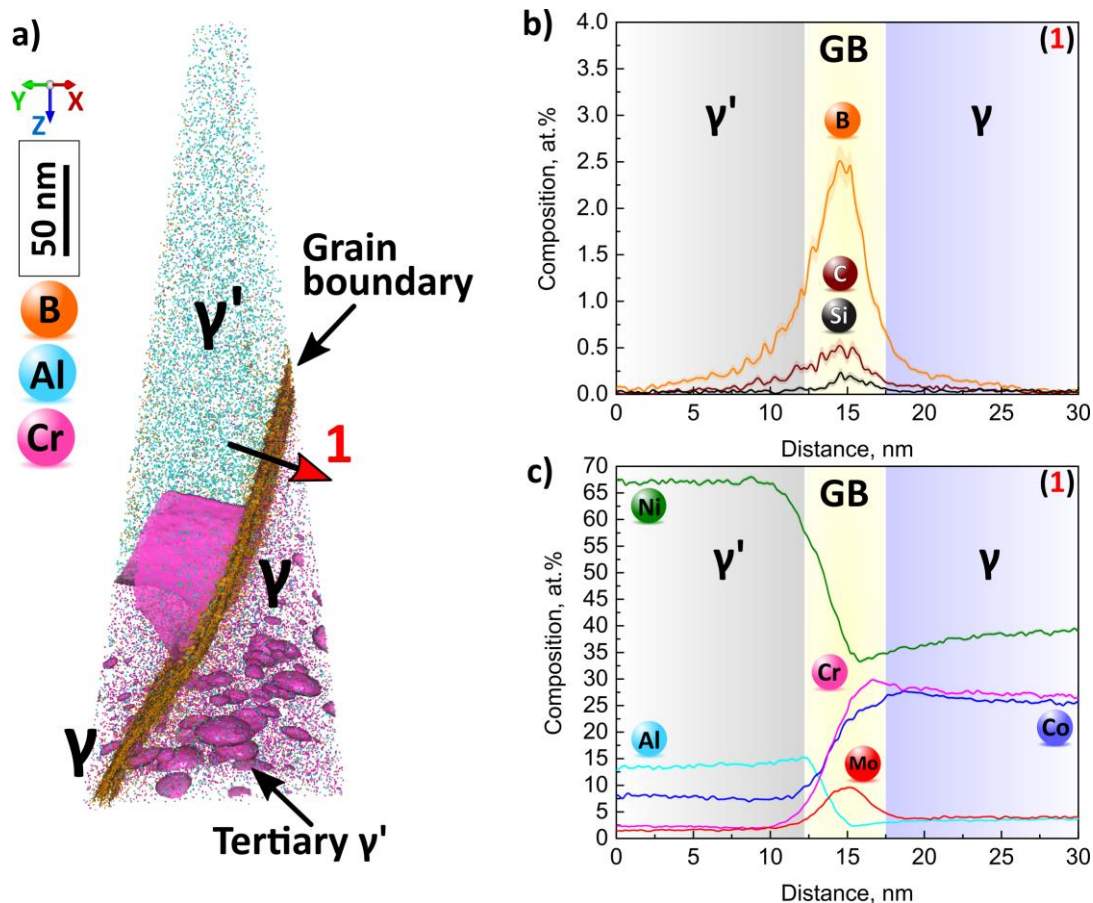 a)
Y X
Z
50 nm
B
Al
Cr
γ'
Grain
boundary
1
γ
γ
Tertiary γ'
b)
4.0
3.5
3.0
2.5
2.0
1.5
1.0
0.5
0.0
Composition, at.%
GB
(1)
γ'
γ
B
C
Si
0 5 10 15 20 25 30
Distance, nm
c)
70
65
60
55
50
45
40
35
30
25
20
15
10
5
0
Composition, at.%
GB
(1)
Ni
γ'
γ
Cr
Al
Mo
Co
0 5 10 15 20 25 30
Distance, nm